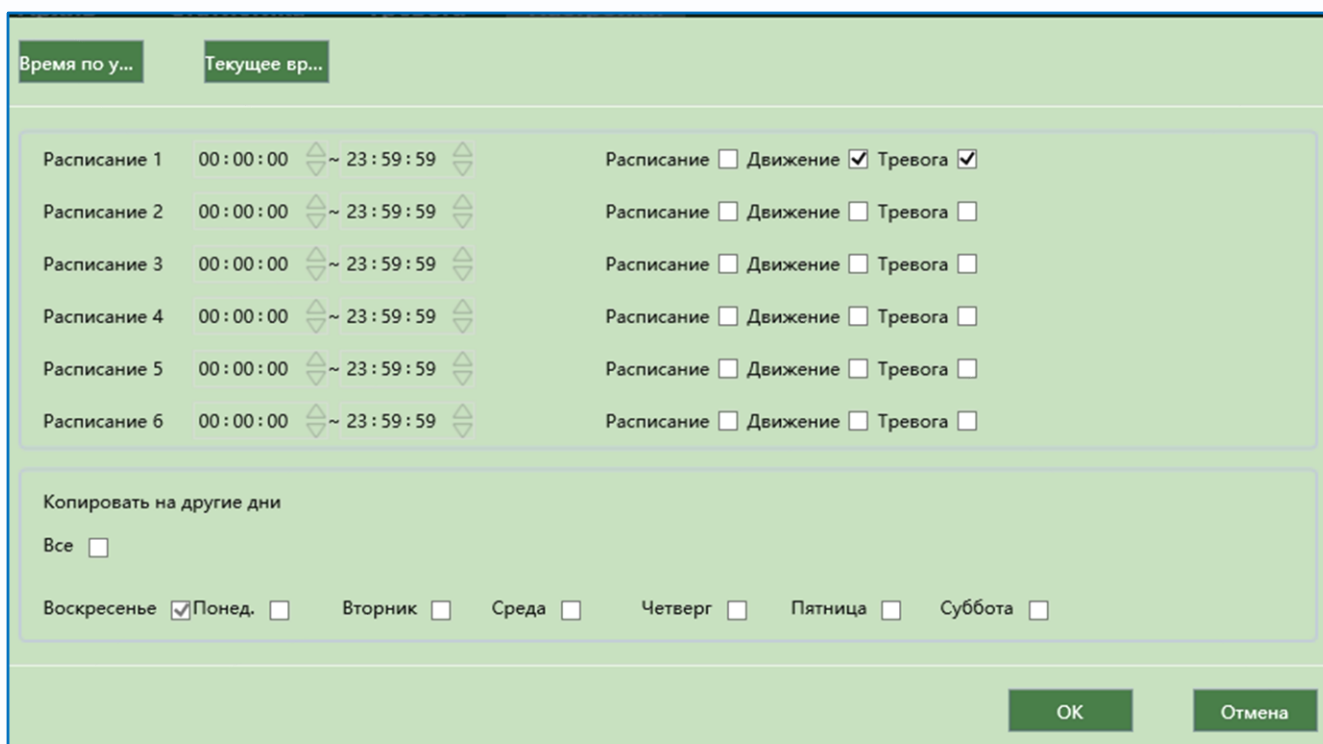 Время по у... Текущее вр...
Расписание 1 00:00:00 ~ 23:59:59 Расписание Движение Тревога
Расписание 2 00:00:00 ~ 23:59:59 Расписание Движение Тревога
Расписание 3 00:00:00 ~ 23:59:59 Расписание Движение Тревога
Расписание 4 00:00:00 ~ 23:59:59 Расписание Движение Тревога
Расписание 5 00:00:00 ~ 23:59:59 Расписание Движение Тревога
Расписание 6 00:00:00 ~ 23:59:59 Расписание Движение Тревога
Копировать на другие дни
Все
Воскресенье Понед. Вторник Среда Четверг Пятница Суббота
OK Отмена